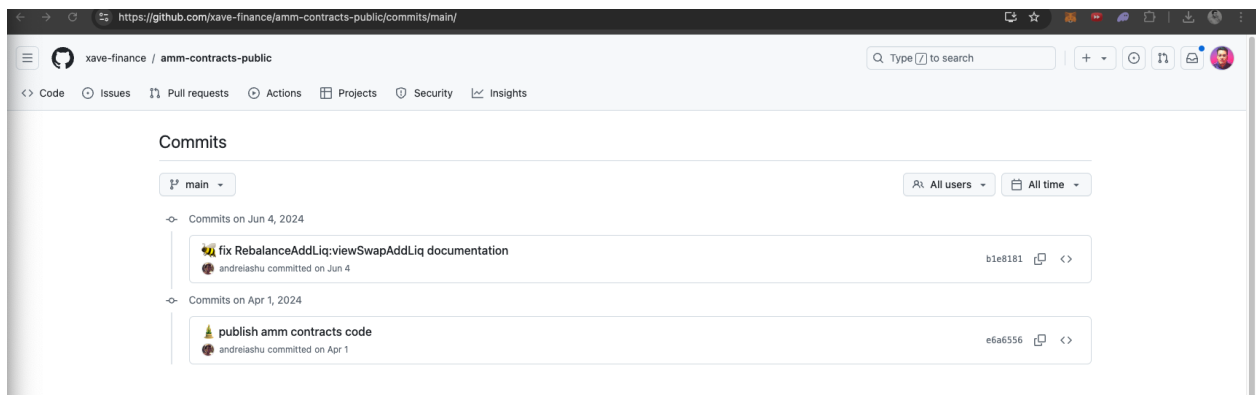 https://github.com/xave-finance/amm-contracts-public/commits/main/
xave-finance / amm-contracts-public
Type / to search
Code Issues Pull requests Actions Projects Security Insights
Commits
main All users All time
Commits on Jun 4, 2024
fix RebalanceAddLiq:viewSwapAddLiq documentation
andreiashu committed on Jun 4
b1e8181
Commits on Apr 1, 2024
publish amm contracts code
andreiashu committed on Apr 1
e6a6556